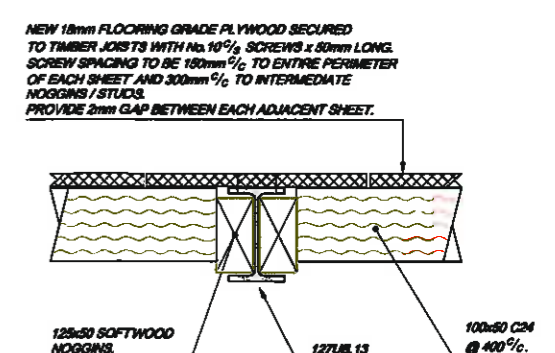 NEW 18mm FLOORING GRADE PLYWOOD SECURED
TO TIMBER JOISTS WITH No.10 G/S SCREWS x 50mm LONG.
SCREW SPACING TO BE 150mm C/C TO ENTIRE PERIMETER
OF EACH SHEET AND 300mm C/C TO INTERMEDIATE
NOGGINS / STUDS.
PROVIDE 2mm GAP BETWEEN EACH ADJACENT SHEET.
125x50 SOFTWOOD
NOGGINS.
127UB.13
100x50 C24
@ 400 C/C.